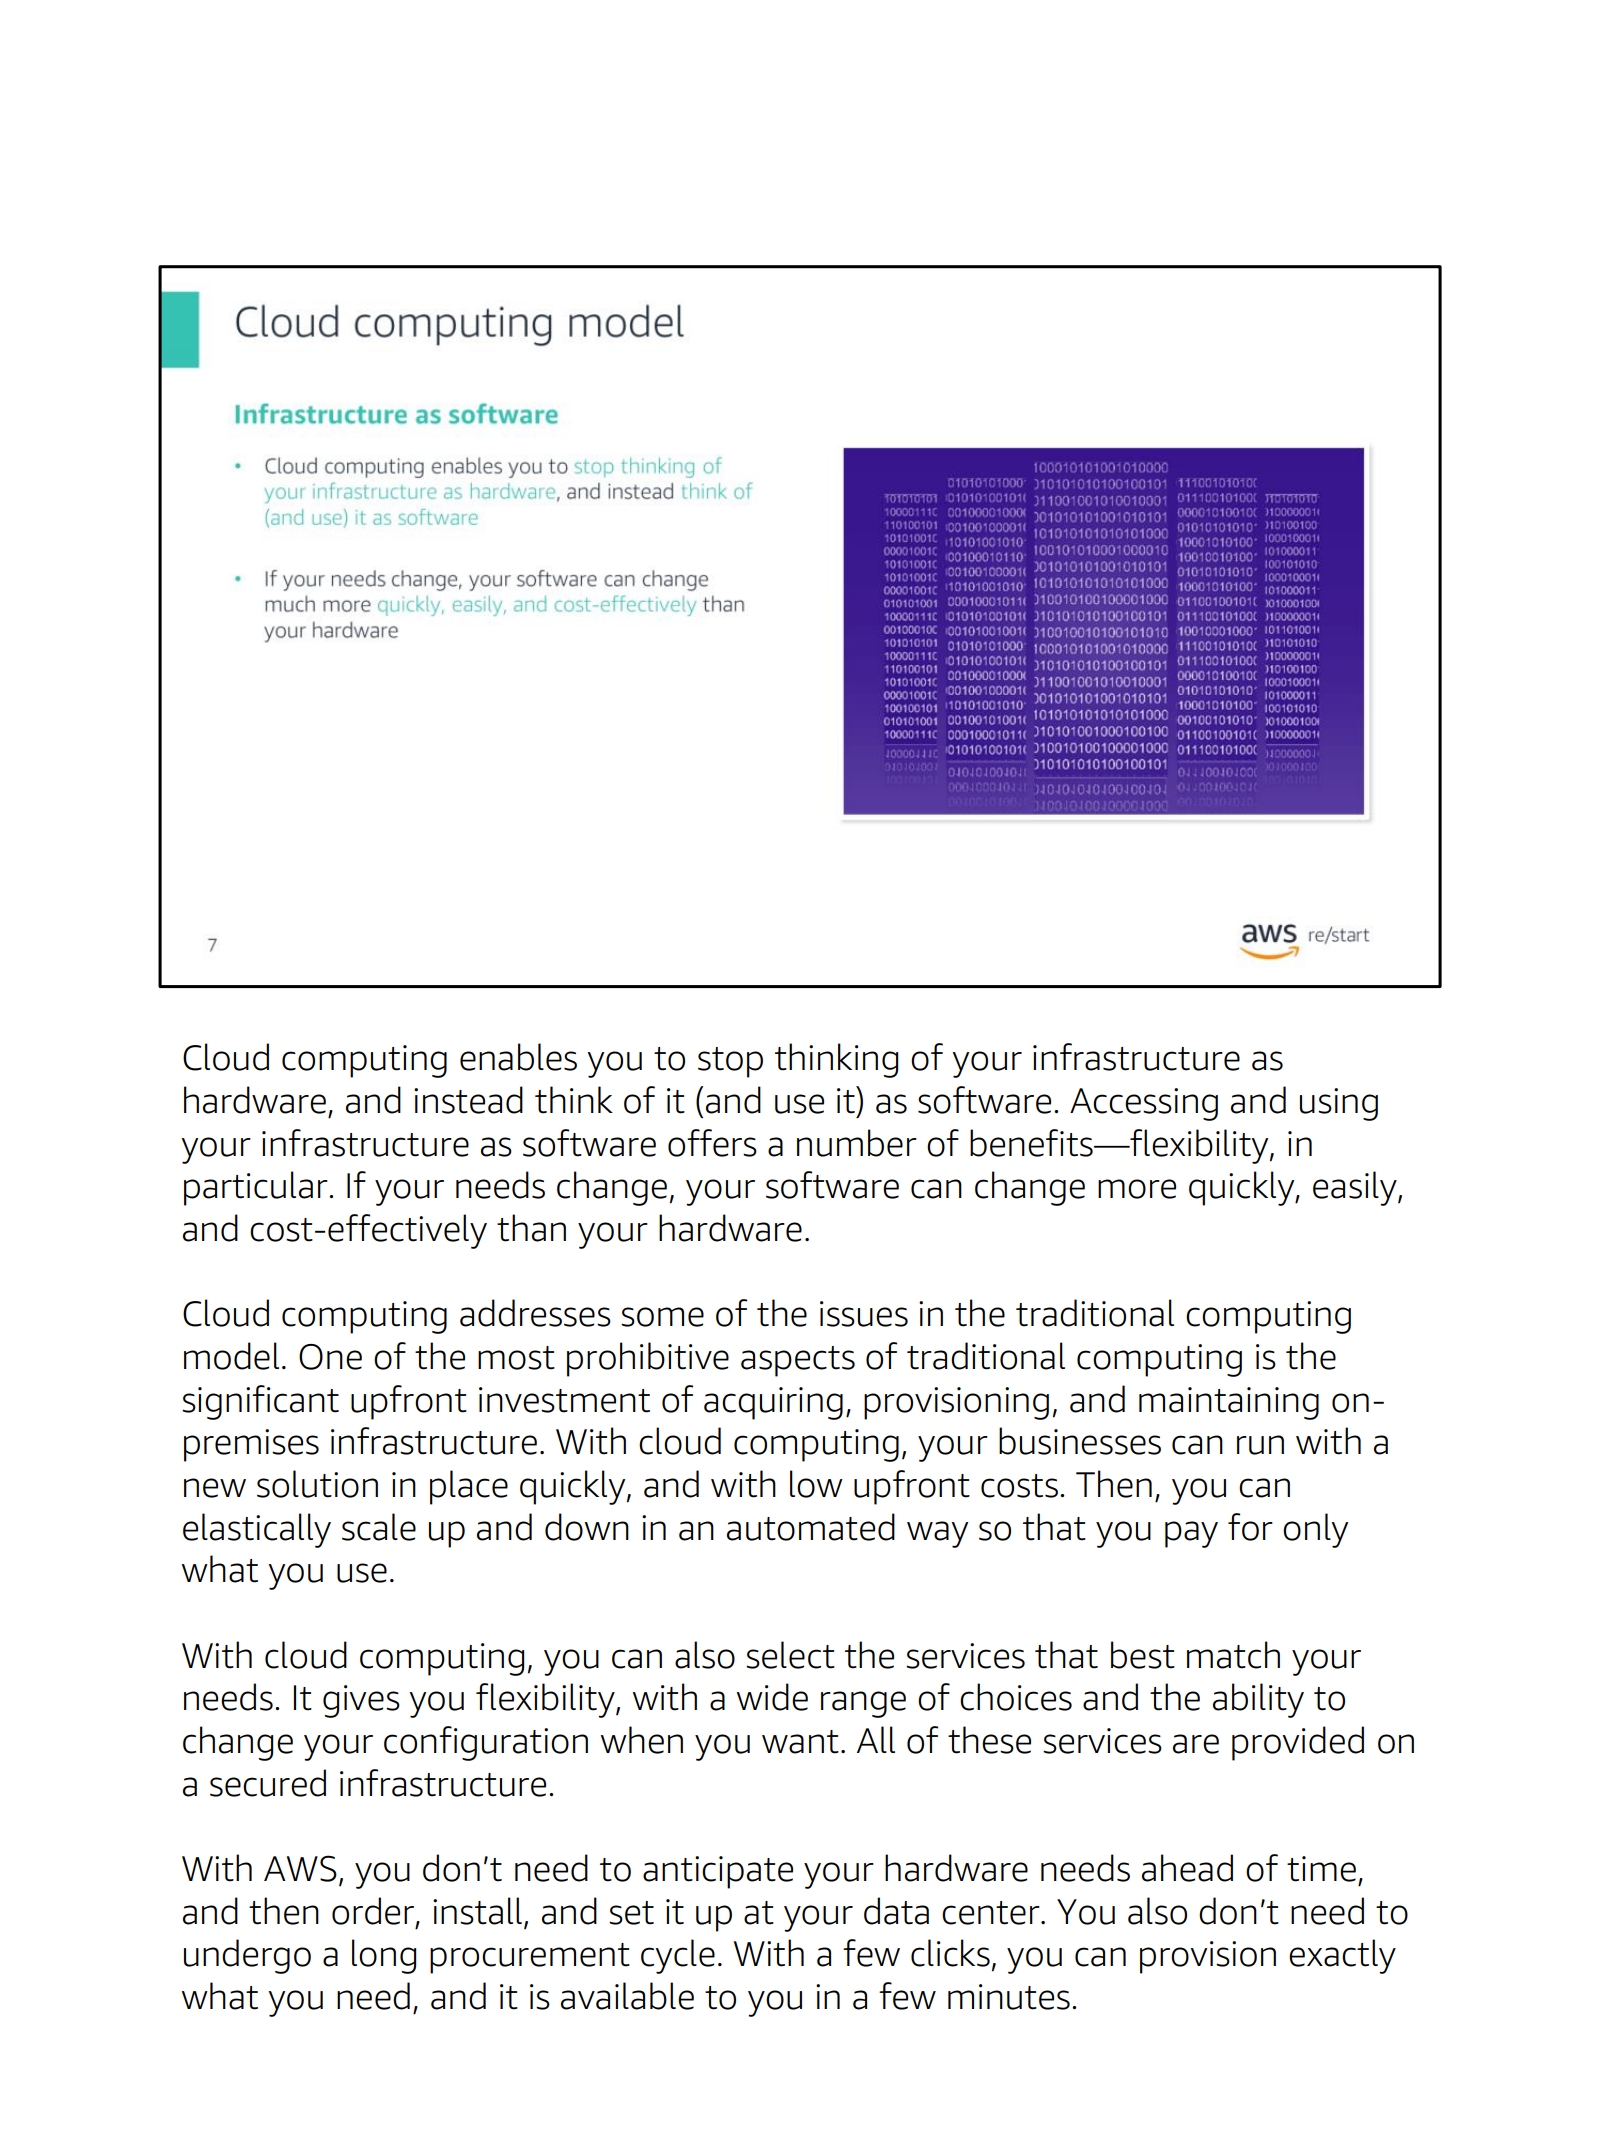 Cloud computing model
Infrastructure as software
• Cloud computing enables you to stop thinking of
your infrastructure as hardware, and instead think of
(and use) it as software
• If your needs change, your software can change
much more quickly, easily, and cost-effectively than
your hardware
7
aws re/start
Cloud computing enables you to stop thinking of your infrastructure as
hardware, and instead think of it (and use it) as software. Accessing and using
your infrastructure as software offers a number of benefits—flexibility, in
particular. If your needs change, your software can change more quickly, easily,
and cost-effectively than your hardware.
Cloud computing addresses some of the issues in the traditional computing
model. One of the most prohibitive aspects of traditional computing is the
significant upfront investment of acquiring, provisioning, and maintaining on-
premises infrastructure. With cloud computing, your businesses can run with a
new solution in place quickly, and with low upfront costs. Then, you can
elastically scale up and down in an automated way so that you pay for only
what you use.
With cloud computing, you can also select the services that best match your
needs. It gives you flexibility, with a wide range of choices and the ability to
change your configuration when you want. All of these services are provided on
a secured infrastructure.
With AWS, you don’t need to anticipate your hardware needs ahead of time,
and then order, install, and set it up at your data center. You also don’t need to
undergo a long procurement cycle. With a few clicks, you can provision exactly
what you need, and it is available to you in a few minutes.